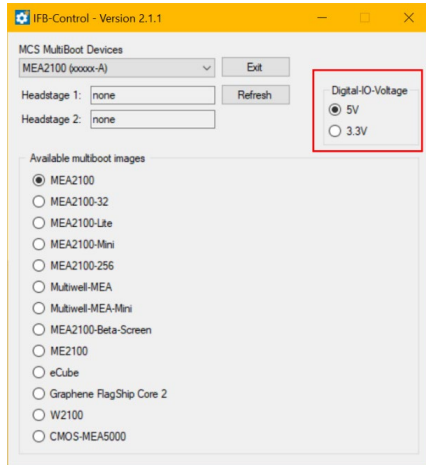 IFB-Control - Version 2.1.1
MCS MultiBoot Devices
MEA2100 (xxxxx-A)
Exit
Headstage 1: none
Refresh
Headstage 2: none
Digital-IO-Voltage
5V
3.3V
Available multiboot images
MEA2100
MEA2100-32
MEA2100-Lite
MEA2100-Mini
MEA2100-256
Multiwell-MEA
Multiwell-MEA-Mini
MEA2100-Beta-Screen
ME2100
eCube
Graphene FlagShip Core 2
W2100
CMOS-MEA5000